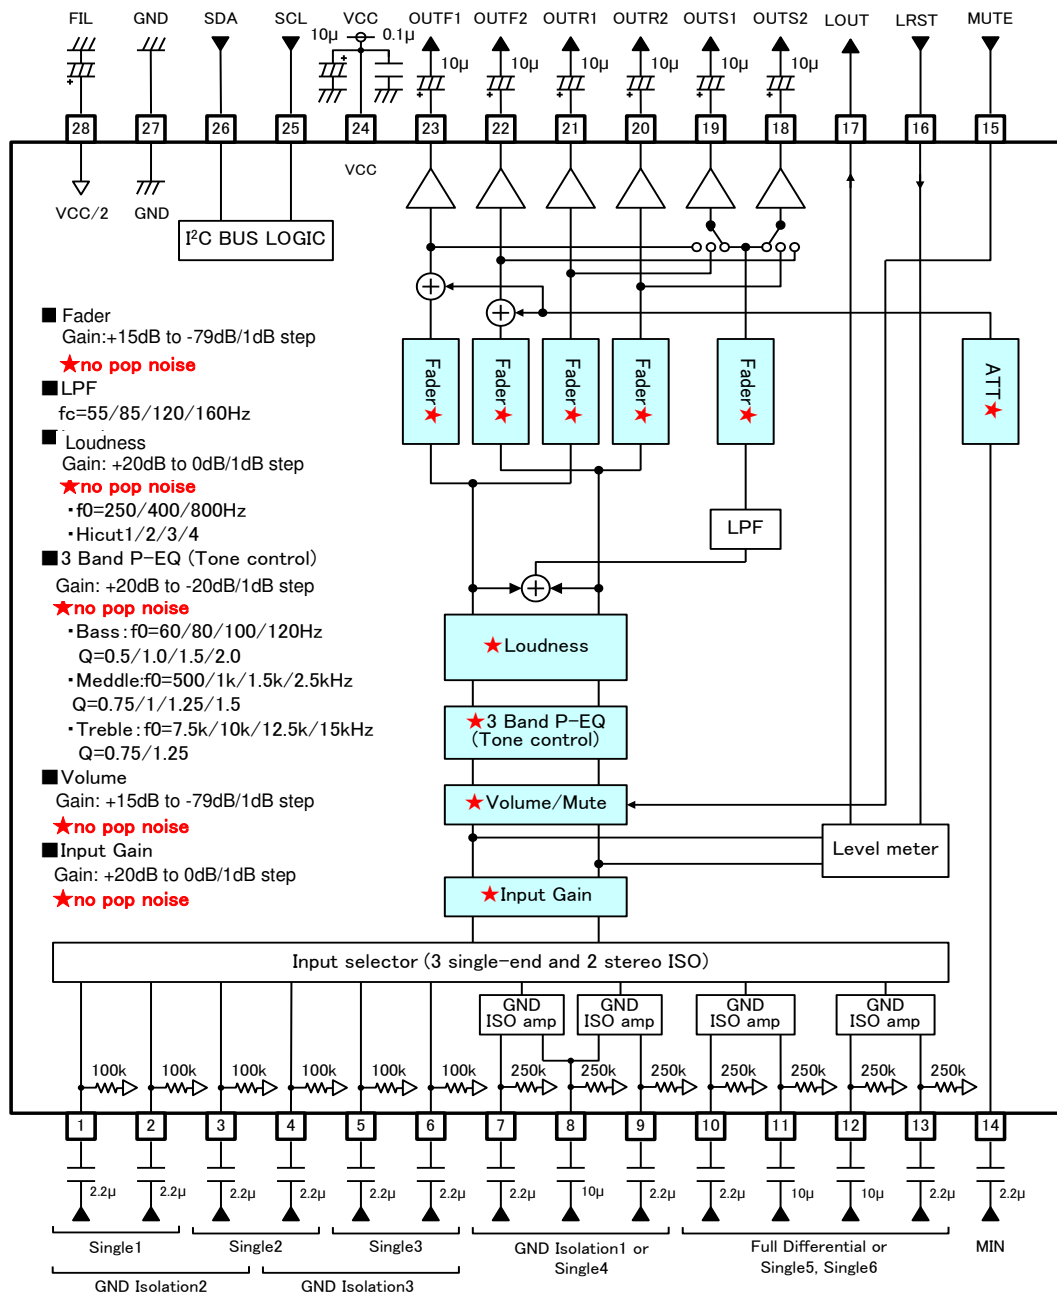 FIL GND SDA SCL VCC OUTF1 OUTF2 OUTR1 OUTR2 OUTS1 OUTS2 LOUT LRST MUTE
10μ 0.1μ 10μ 10μ 10μ 10μ 10μ 10μ
28 27 26 25 24 23 22 21 20 19 18 17 16 15
VCC
VCC/2 GND
I²C BUS LOGIC
■ Fader
Gain:+15dB to -79dB/1dB step
★no pop noise
■LPF
fc=55/85/120/160Hz
■ Loudness
Gain: +20dB to 0dB/1dB step
★no pop noise
・f0=250/400/800Hz
・Hicut1/2/3/4
■3 Band P-EQ (Tone control)
Gain: +20dB to -20dB/1dB step
★no pop noise
・Bass:f0=60/80/100/120Hz
Q=0.5/1.0/1.5/2.0
・Meddle:f0=500/1k/1.5k/2.5kHz
Q=0.75/1/1.25/1.5
・Treble:f0=7.5k/10k/12.5k/15kHz
Q=0.75/1.25
■Volume
Gain: +15dB to -79dB/1dB step
★no pop noise
■Input Gain
Gain: +20dB to 0dB/1dB step
★no pop noise
Fader★ Fader★ Fader★ Fader★ Fader★ ATT★
LPF
★Loudness
★3 Band P-EQ
(Tone control)
★Volume/Mute
Level meter
★Input Gain
Input selector (3 single-end and 2 stereo ISO)
GND
ISO amp
GND
ISO amp
GND
ISO amp
GND
ISO amp
100k 100k 100k 100k 100k 100k 250k 250k 250k 250k 250k 250k 250k
1 2 3 4 5 6 7 8 9 10 11 12 13 14
2.2μ 2.2μ 2.2μ 2.2μ 2.2μ 2.2μ 2.2μ 10μ 2.2μ 2.2μ 10μ 10μ 2.2μ 2.2μ
Single1 Single2 Single3
GND Isolation1 or
Single4
Full Differential or
Single5, Single6
MIN
GND Isolation2 GND Isolation3